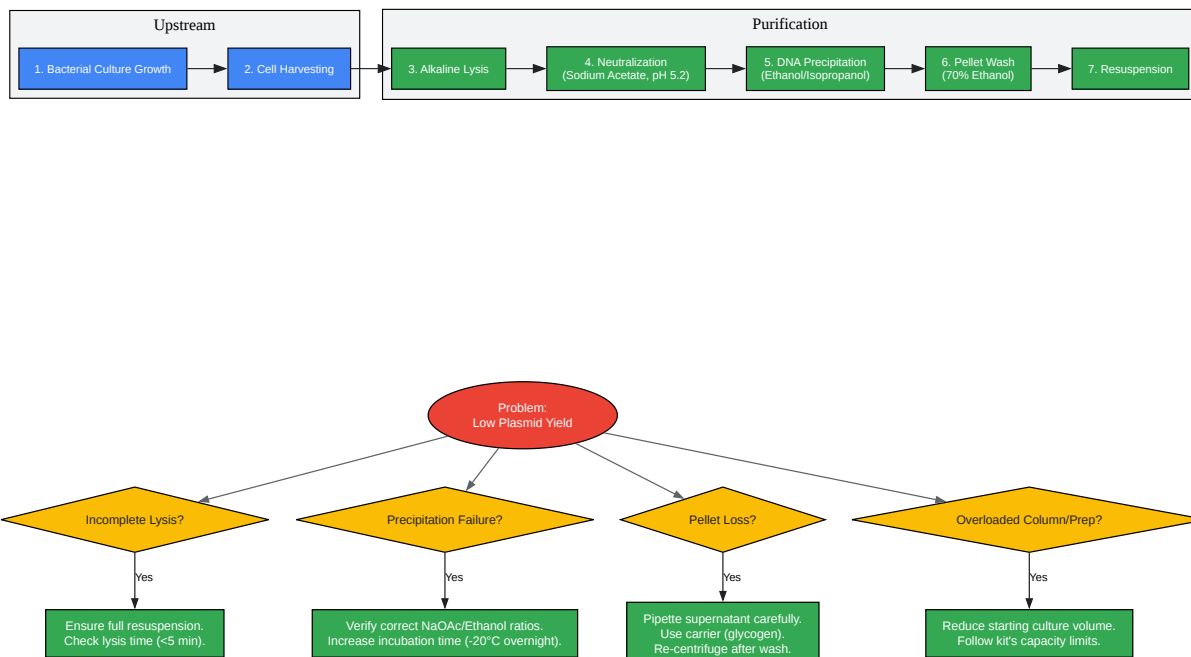 Upstream
Purification
1. Bacterial Culture Growth
2. Cell Harvesting
3. Alkaline Lysis
4. Neutralization
(Sodium Acetate, pH 5.2)
5. DNA Precipitation
(Ethanol/Isopropanol)
6. Pellet Wash
(70% Ethanol)
7. Resuspension
Problem:
Low Plasmid Yield
Incomplete Lysis?
Precipitation Failure?
Pellet Loss?
Overloaded Column/Prep?
Yes
Yes
Yes
Yes
Ensure full resuspension.
Check lysis time (<5 min).
Verify correct NaOAc/Ethanol ratios.
Increase incubation time (-20°C overnight).
Pipette supernatant carefully.
Use carrier (glycogen).
Re-centrifuge after wash.
Reduce starting culture volume.
Follow kit's capacity limits.